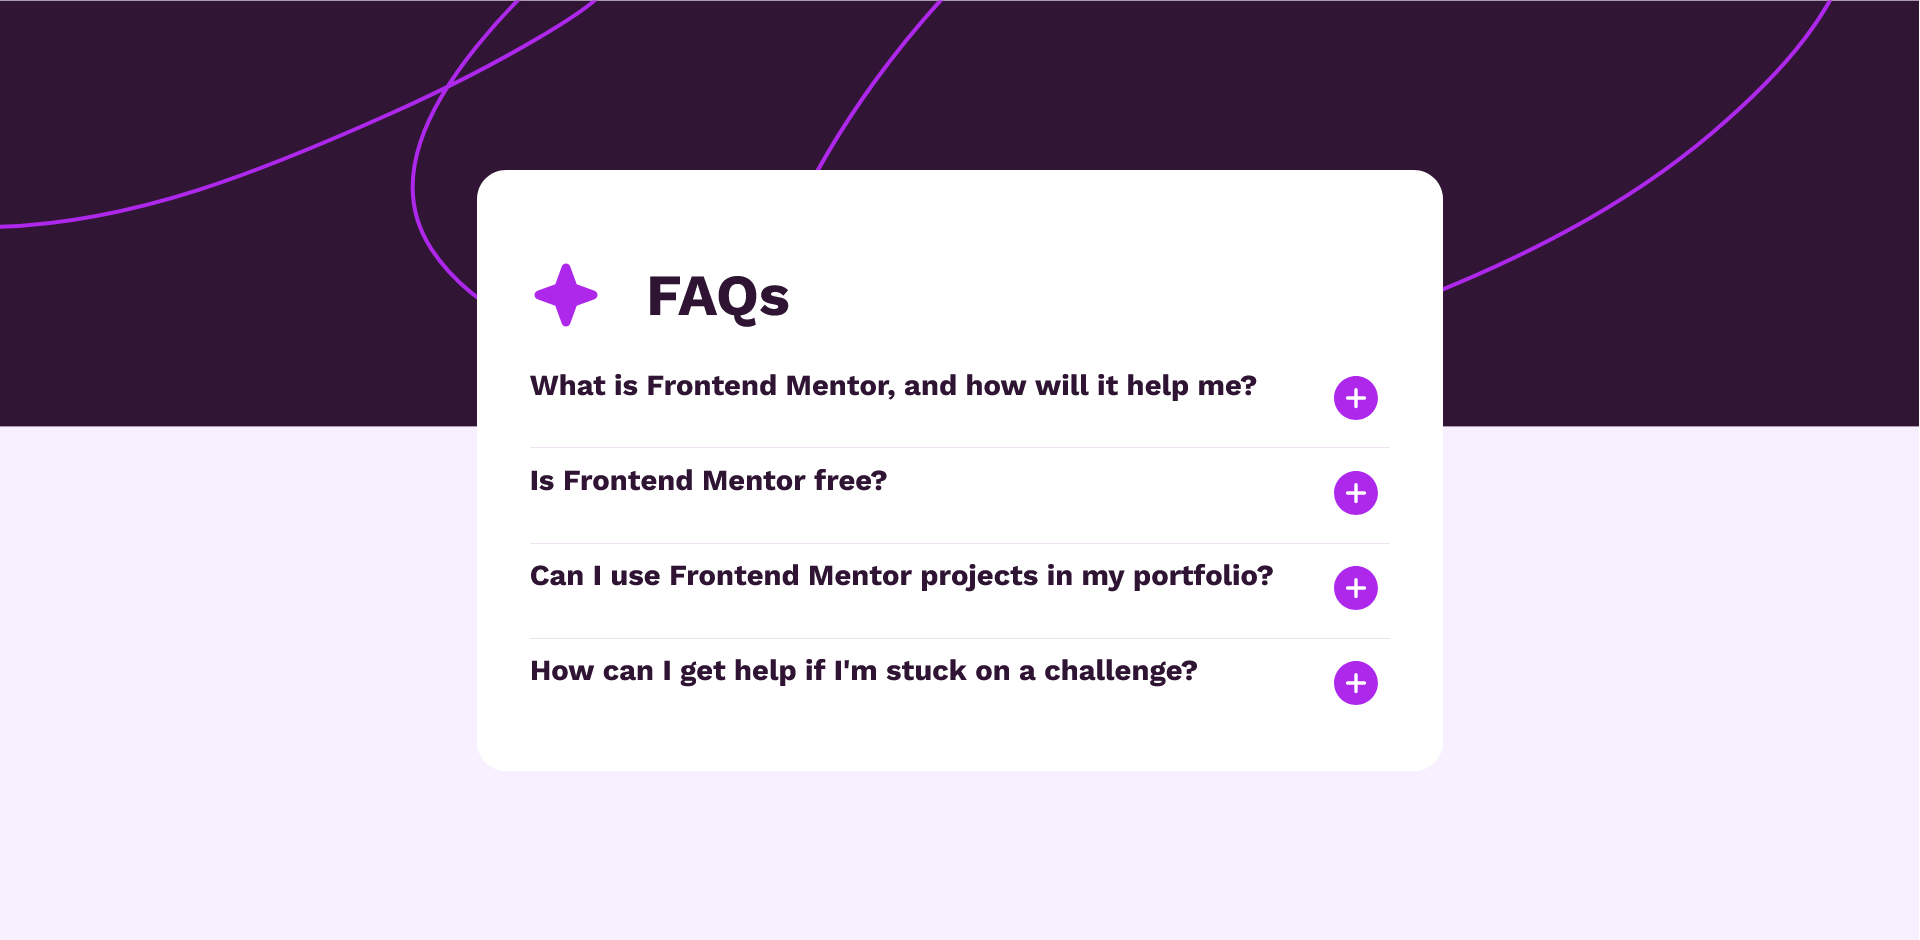 FAQs
What is Frontend Mentor, and how will it help me?
Is Frontend Mentor free?
Can I use Frontend Mentor projects in my portfolio?
How can I get help if I'm stuck on a challenge?